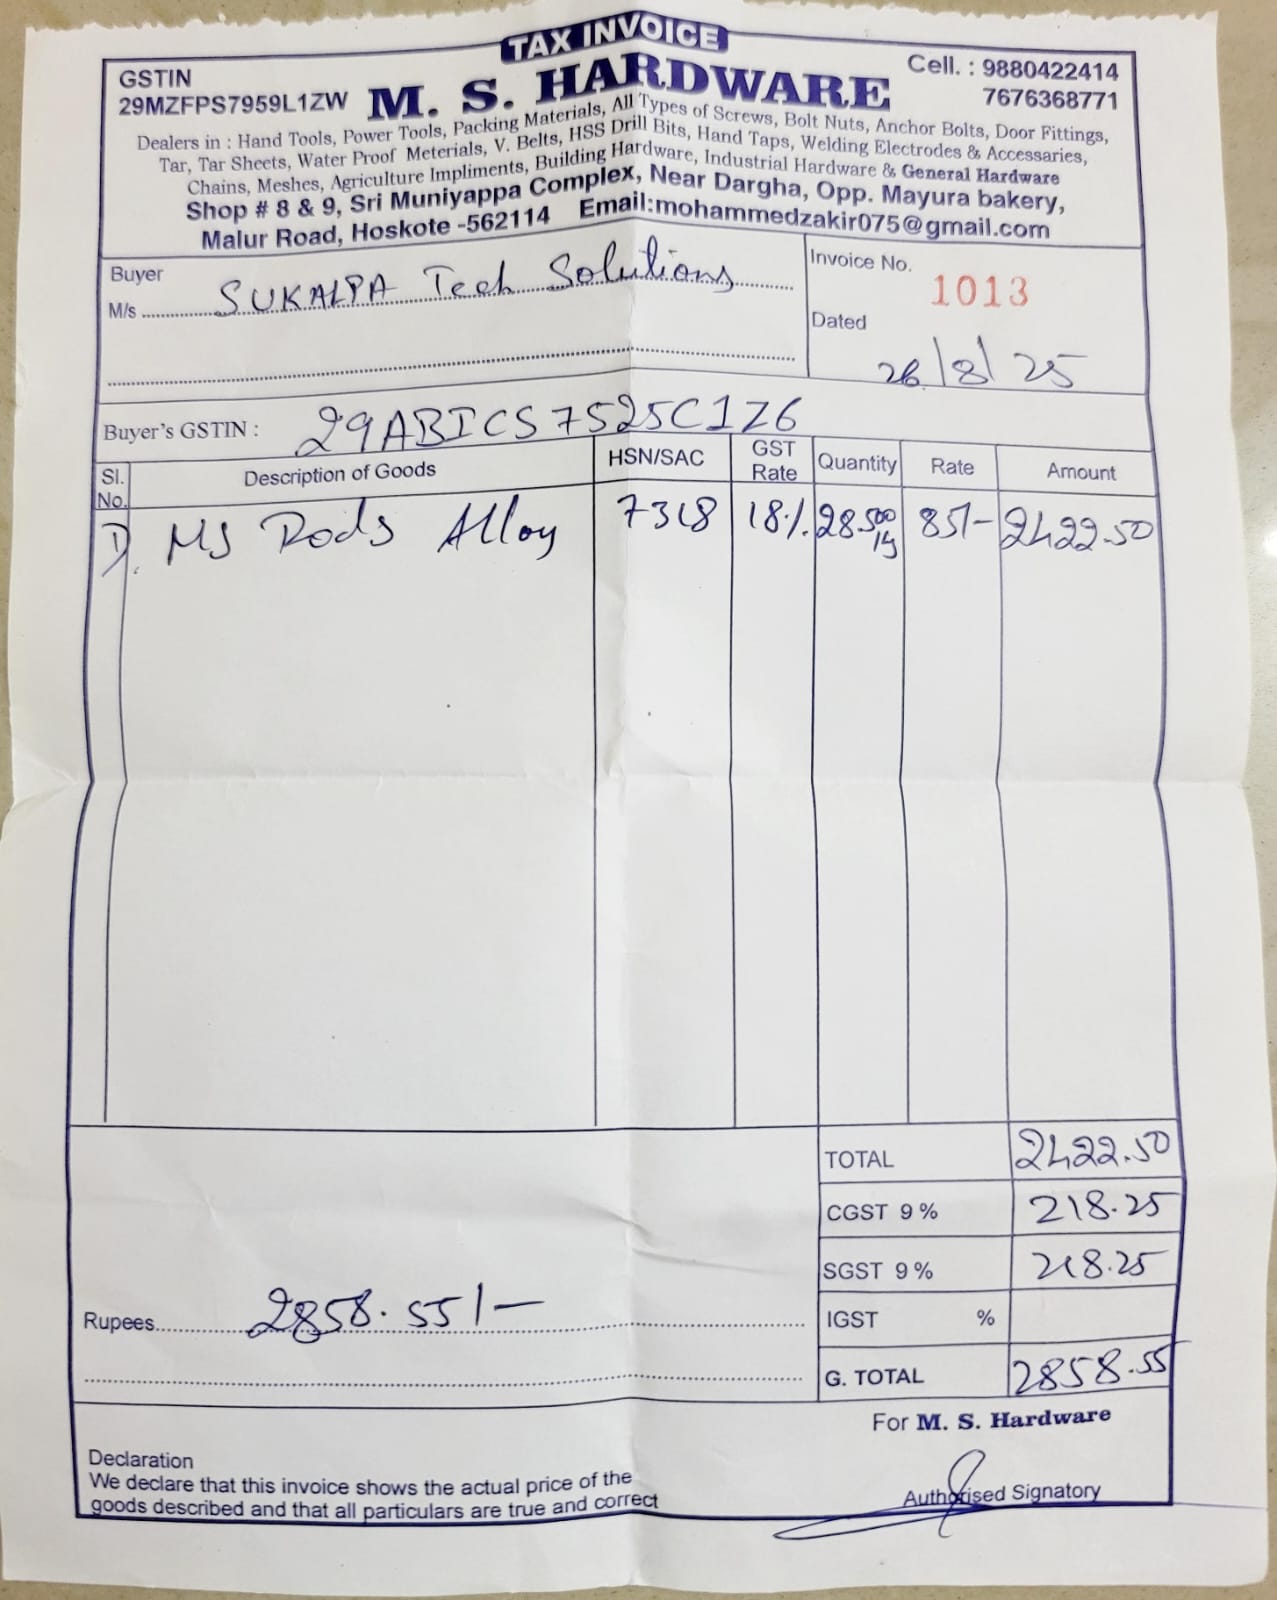 TAX INVOICE
GSTIN
29MZFPS7959L1ZW
M. S. HARDWARE
Cell. : 9880422414
7676368771
Dealers in : Hand Tools, Power Tools, Packing Materials, All Types of Screws, Bolt Nuts, Anchor Bolts, Door Fittings,
Tar, Tar Sheets, Water Proof Meterials, V. Belts, HSS Drill Bits, Hand Taps, Welding Electrodes & Accessaries,
Chains, Meshes, Agriculture Impliments, Building Hardware, Industrial Hardware & General Hardware
Shop # 8 & 9, Sri Muniyappa Complex, Near Dargha, Opp. Mayura bakery,
Malur Road, Hoskote -562114 Email:mohammedzakir075@gmail.com
Buyer
M/s SUKALPA Tech Solutions
Invoice No.
1013
Dated
26/8/25
Buyer's GSTIN : 29ABICS7525C1Z6
Sl. No. Description of Goods HSN/SAC GST Rate Quantity Rate Amount
1). MS Rods Alloy 7318 18% 28.500 85/- 2422.50
TOTAL 2422.50
CGST 9 % 218.25
SGST 9 % 218.25
IGST %
Rupees 2858.55/-
G. TOTAL 2858.55
For M. S. Hardware
Declaration
We declare that this invoice shows the actual price of the
goods described and that all particulars are true and correct
Authorised Signatory